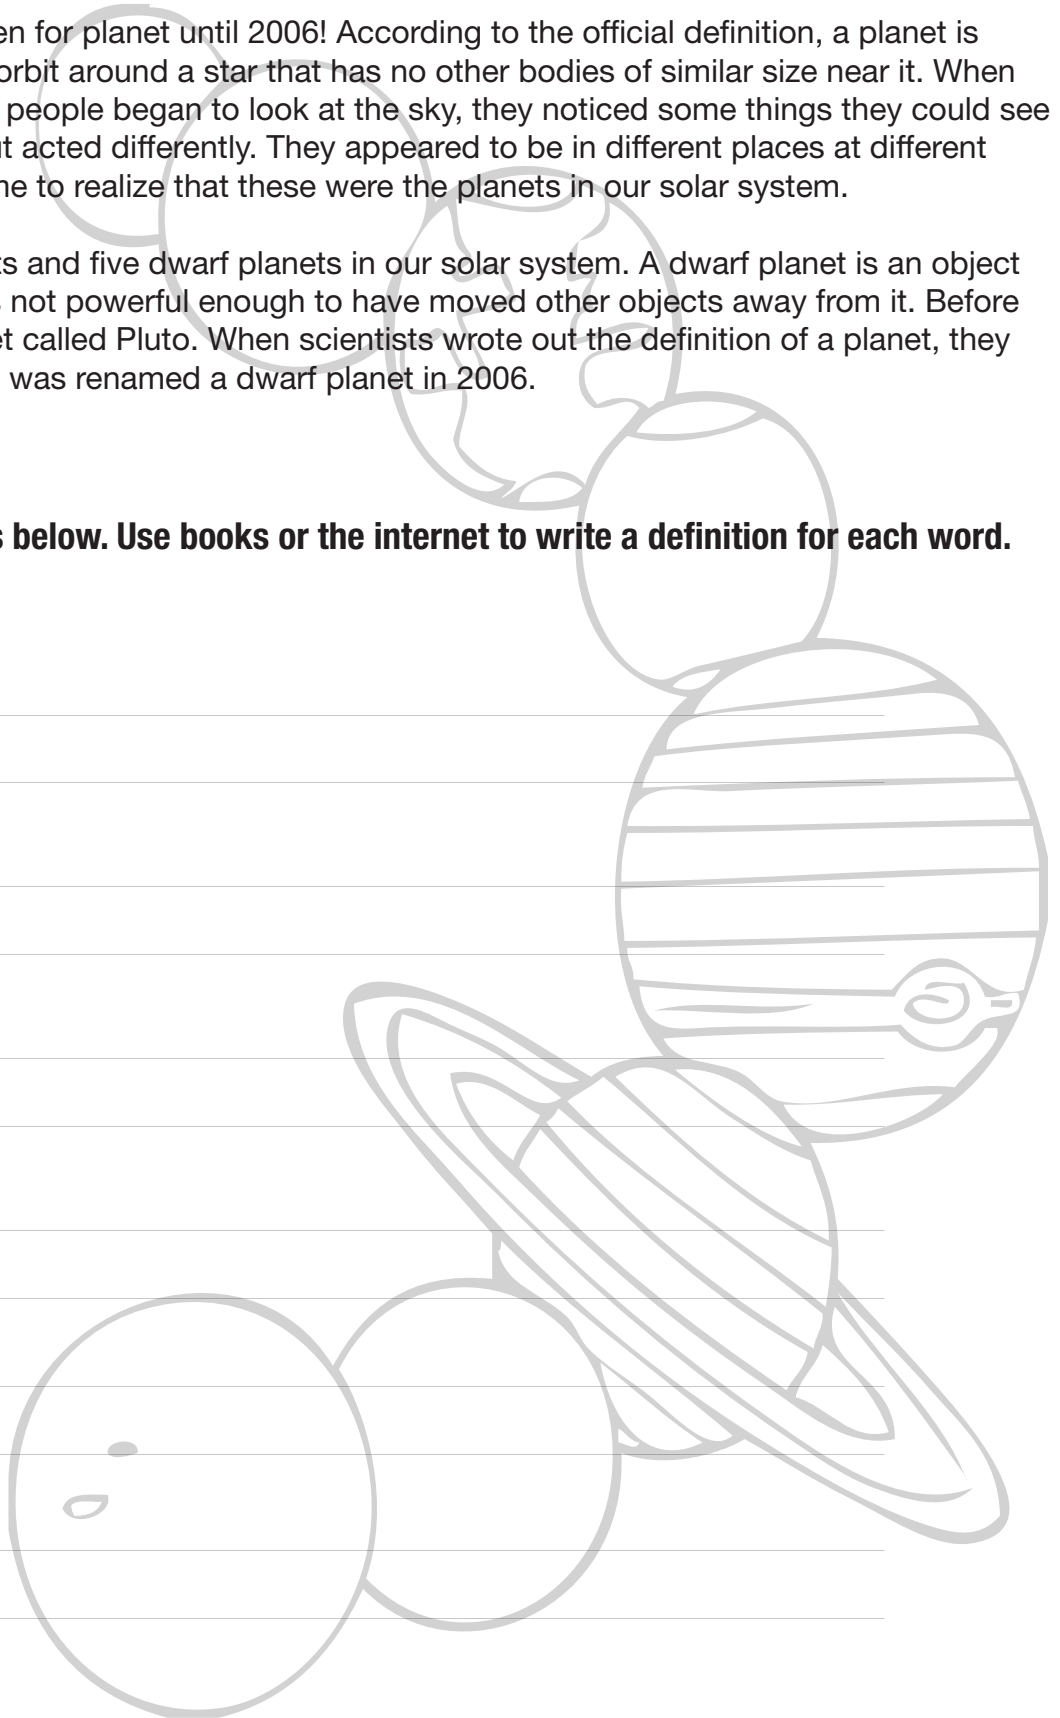 for planet until 2006! According to the official definition, a planet is
orbit around a star that has no other bodies of similar size near it. When
people began to look at the sky, they noticed some things they could see
acted differently. They appeared to be in different places at different
to realize that these were the planets in our solar system.
and five dwarf planets in our solar system. A dwarf planet is an object
not powerful enough to have moved other objects away from it. Before
called Pluto. When scientists wrote out the definition of a planet, they
was renamed a dwarf planet in 2006.
below. Use books or the internet to write a definition for each word.